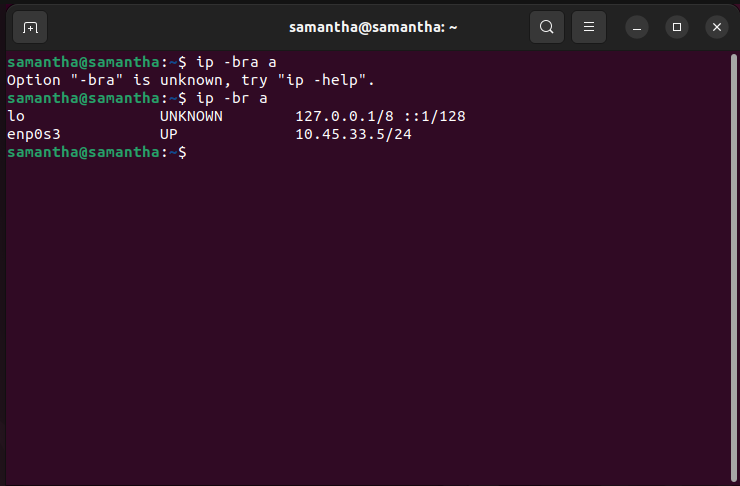 samantha@samantha: ~
samantha@samantha:~$ ip -bra a
Option "-bra" is unknown, try "ip -help".
samantha@samantha:~$ ip -br a
lo               UNKNOWN        127.0.0.1/8 ::1/128
enp0s3           UP             10.45.33.5/24
samantha@samantha:~$